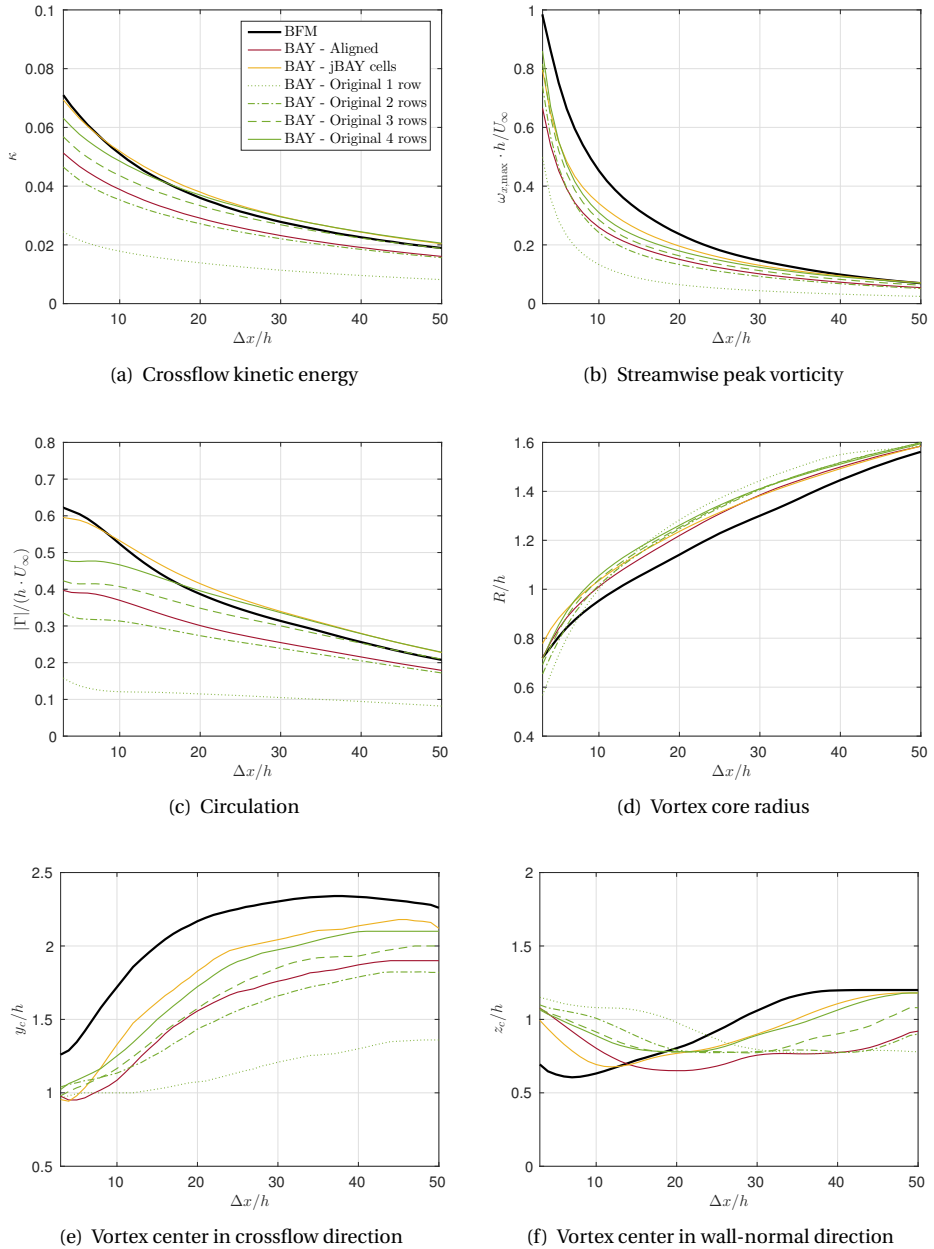 0.1
0.08
0.06
0.04
0.02
0
κ
10 20 30 40 50
Δx/h
BFM
BAY - Aligned
BAY - jBAY cells
BAY - Original 1 row
BAY - Original 2 rows
BAY - Original 3 rows
BAY - Original 4 rows
(a) Crossflow kinetic energy
1
0.8
0.6
0.4
0.2
0
ω_{x,max} · h/U_∞
10 20 30 40 50
Δx/h
(b) Streamwise peak vorticity
0.8
0.7
0.6
0.5
0.4
0.3
0.2
0.1
0
|Γ|/(h · U_∞)
10 20 30 40 50
Δx/h
(c) Circulation
1.6
1.4
1.2
1
0.8
0.6
0.4
R/h
10 20 30 40 50
Δx/h
(d) Vortex core radius
2.5
2
1.5
1
0.5
y_c/h
10 20 30 40 50
Δx/h
(e) Vortex center in crossflow direction
2
1.5
1
0.5
0
z_c/h
10 20 30 40 50
Δx/h
(f) Vortex center in wall-normal direction